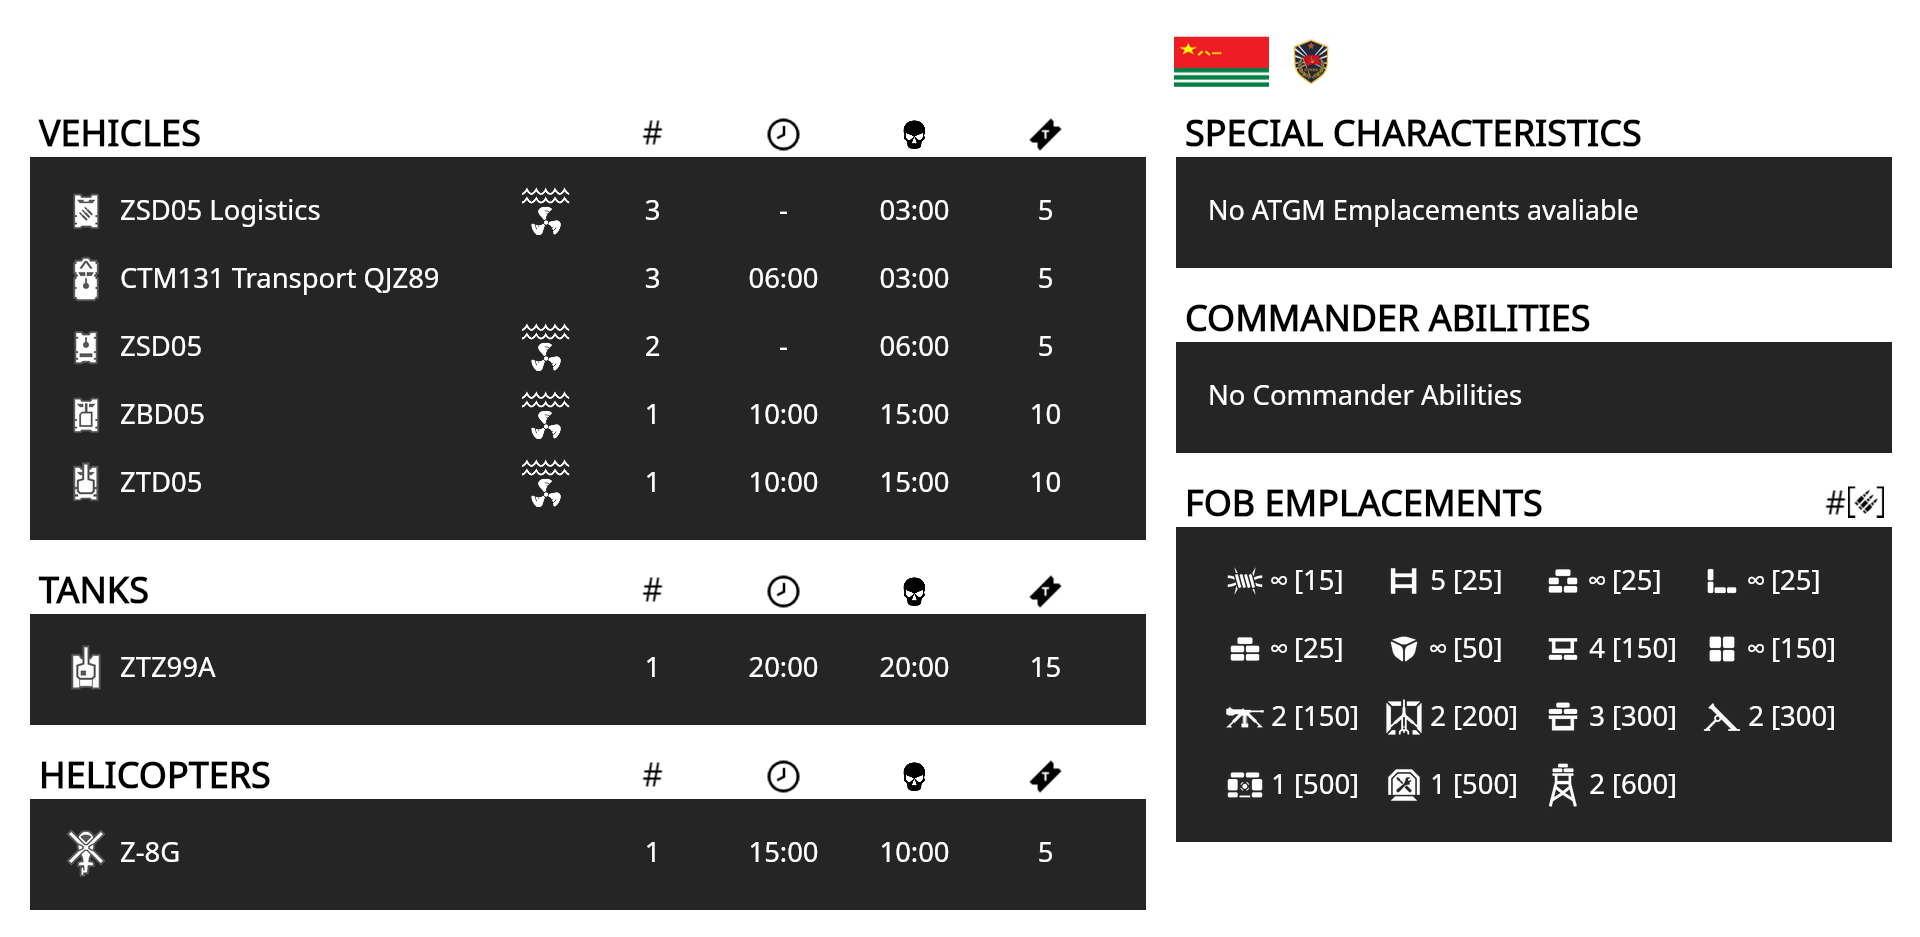 VEHICLES #
ZSD05 Logistics 3 - 03:00 5
CTM131 Transport QJZ89 3 06:00 03:00 5
ZSD05 2 - 06:00 5
ZBD05 1 10:00 15:00 10
ZTD05 1 10:00 15:00 10
TANKS #
ZTZ99A 1 20:00 20:00 15
HELICOPTERS #
Z-8G 1 15:00 10:00 5
SPECIAL CHARACTERISTICS
No ATGM Emplacements avaliable
COMMANDER ABILITIES
No Commander Abilities
FOB EMPLACEMENTS #[ ]
∞ [15] 5 [25] ∞ [25] ∞ [25]
∞ [25] ∞ [50] 4 [150] ∞ [150]
2 [150] 2 [200] 3 [300] 2 [300]
1 [500] 1 [500] 2 [600]